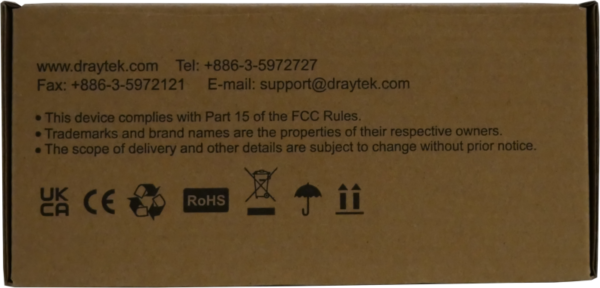 www.draytek.com Tel: +886-3-5972727
Fax: +886-3-5972121 E-mail: support@draytek.com
• This device complies with Part 15 of the FCC Rules.
• Trademarks and brand names are the properties of their respective owners.
• The scope of delivery and other details are subject to change without prior notice.
UK
CA CE RoHS